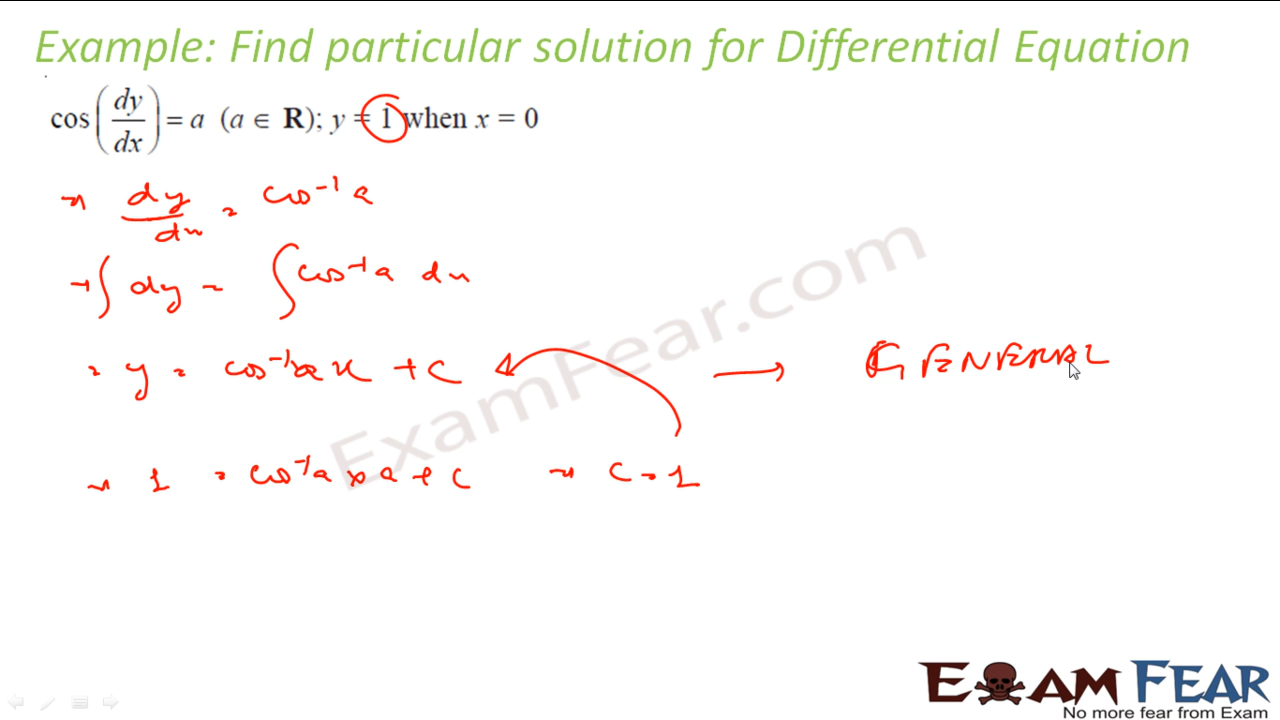 Example: Find particular solution for Differential Equation
cos(dy/dx) = a (a ∈ R); y = 1 when x = 0
→ dy/dx = cos⁻¹a
→ ∫ dy = ∫ cos⁻¹a dx
= y = cos⁻¹a x + C → GENERAL
→ 1 = cos⁻¹a × 0 + C → C = 1
ExamFear.com
EXAM FEAR
No more fear from Exam